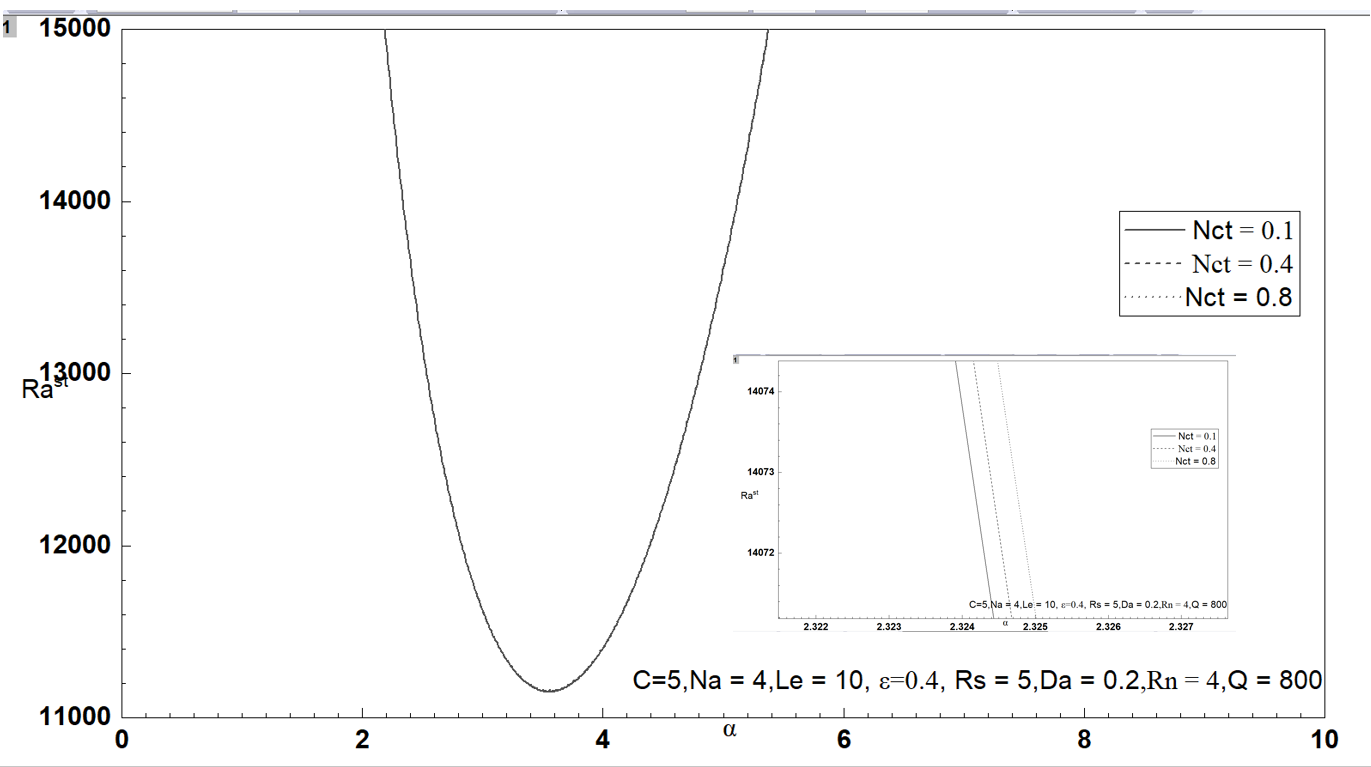 1
15000
14000
13000
12000
11000
Ra^st
0 2 4 6 8 10
α
Nct = 0.1
Nct = 0.4
Nct = 0.8
1
14074
14073
14072
Ra^st
Nct = 0.1
Nct = 0.4
Nct = 0.8
C=5,Na = 4,Le = 10, ε=0.4, Rs = 5,Da = 0.2,Rn = 4,Q = 800
2.322 2.323 2.324 2.325 2.326 2.327
α
C=5,Na = 4,Le = 10, ε=0.4, Rs = 5,Da = 0.2,Rn = 4,Q = 800